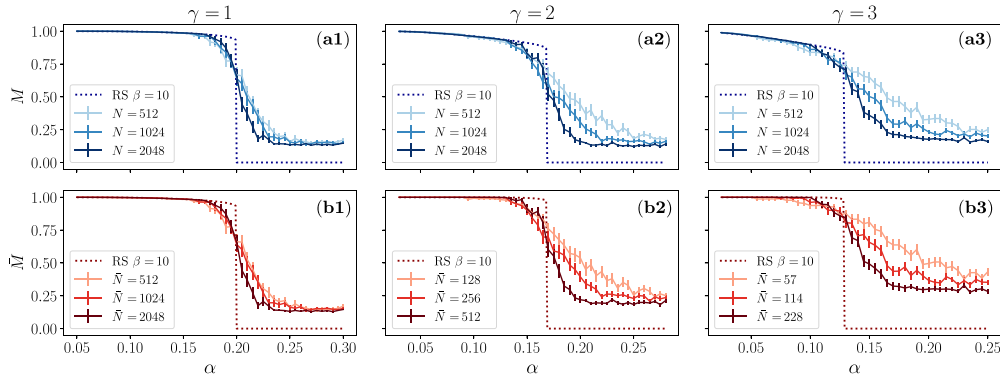 γ = 1
γ = 2
γ = 3
M
1.00
0.75
0.50
0.25
0.00
(a1)
RS β = 10
N = 512
N = 1024
N = 2048
(a2)
RS β = 10
N = 512
N = 1024
N = 2048
(a3)
RS β = 10
N = 512
N = 1024
N = 2048
M̄
1.00
0.75
0.50
0.25
0.00
(b1)
RS β = 10
N̄ = 512
N̄ = 1024
N̄ = 2048
(b2)
RS β = 10
N̄ = 128
N̄ = 256
N̄ = 512
(b3)
RS β = 10
N̄ = 57
N̄ = 114
N̄ = 228
0.05 0.10 0.15 0.20 0.25 0.30
0.05 0.10 0.15 0.20 0.25
0.05 0.10 0.15 0.20 0.25
α
α
α